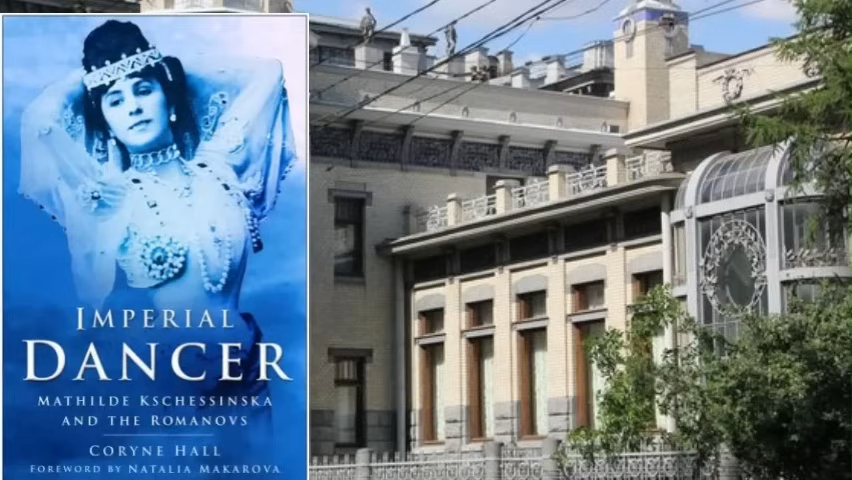 IMPERIAL
DANCER
MATHILDE KSCHESSINSKA
AND THE ROMANOVS
CORYNE HALL
FOREWORD BY NATALIA MAKAROVA